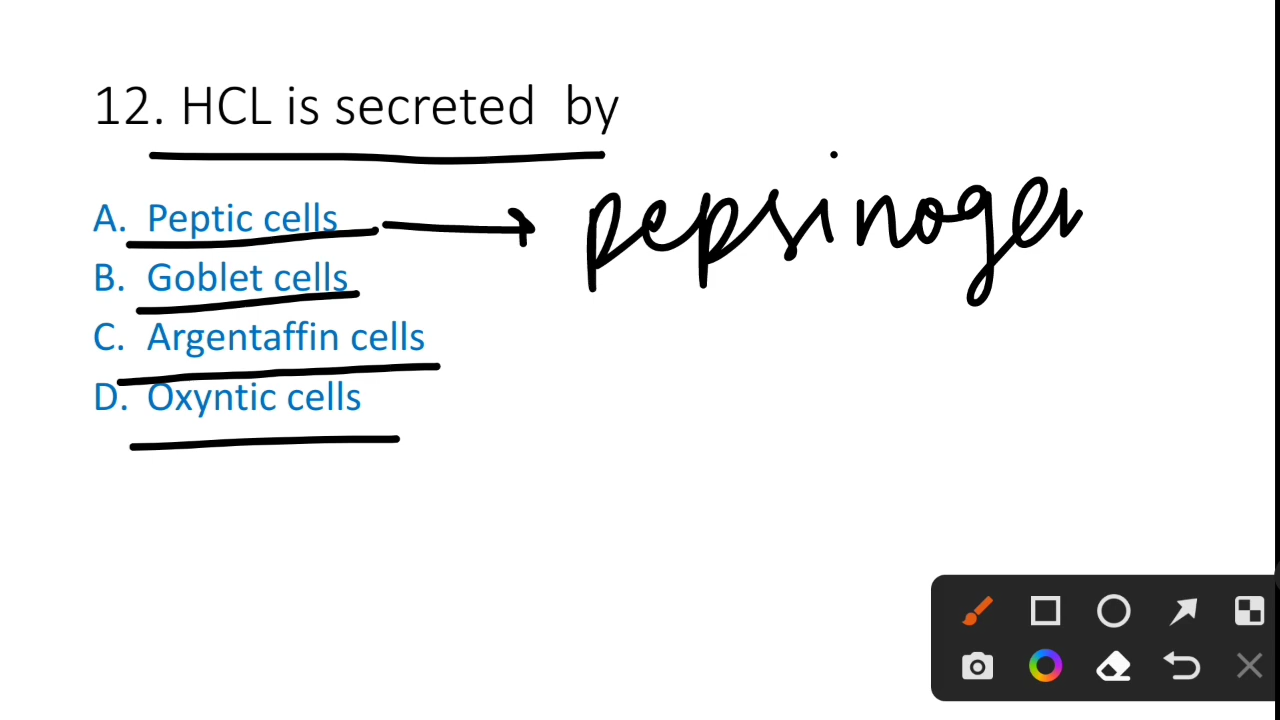 12. HCL is secreted by
A. Peptic cells
pepsinogen
B. Goblet cells
C. Argentaffin cells
D. Oxyntic cells